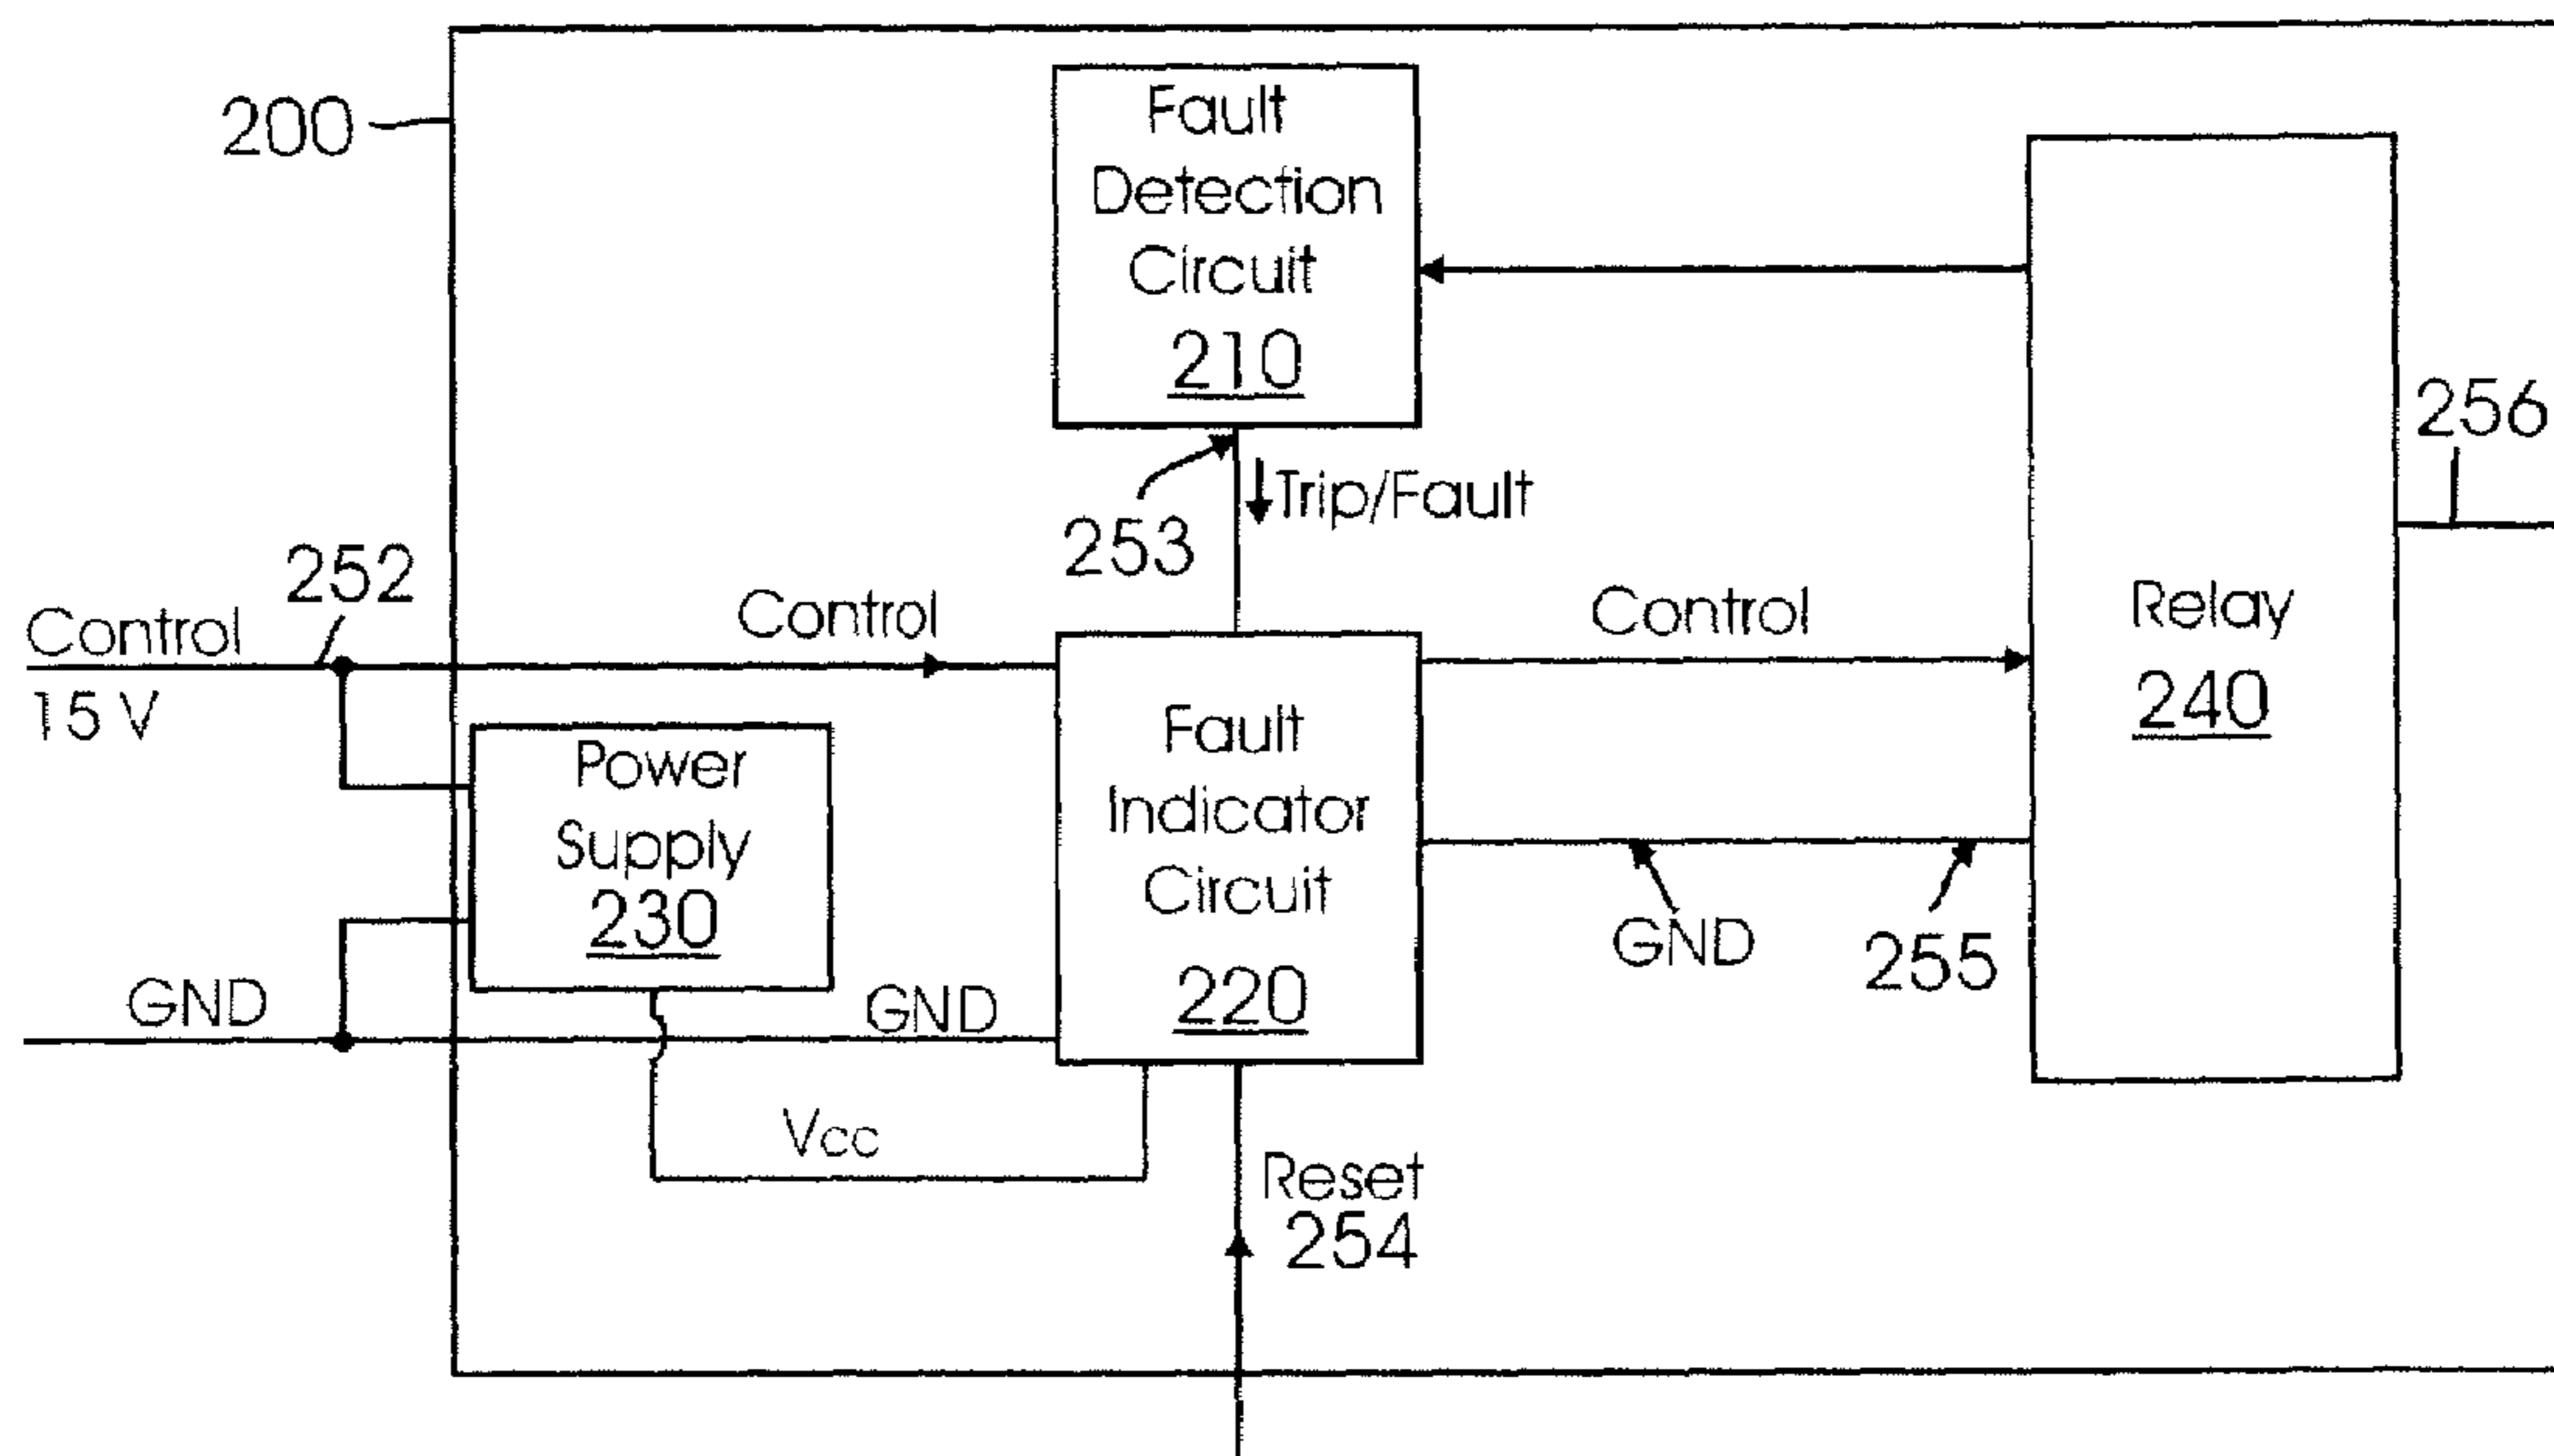 200
Fault
Detection
Circuit
210
256
253
Trip/Fault
252
Control
15 V
Control
Control
Relay
240
Power
Supply
230
Fault
Indicator
Circuit
220
GND
255
GND
GND
Vcc
Reset
254